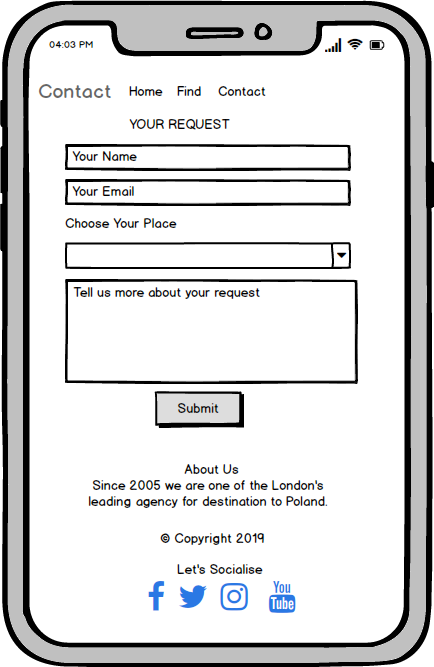 04:03 PM
Contact Home Find Contact
YOUR REQUEST
Your Name
Your Email
Choose Your Place
Tell us more about your request
Submit
About Us
Since 2005 we are one of the London's
leading agency for destination to Poland.
© Copyright 2019
Let's Socialise
You
Tube